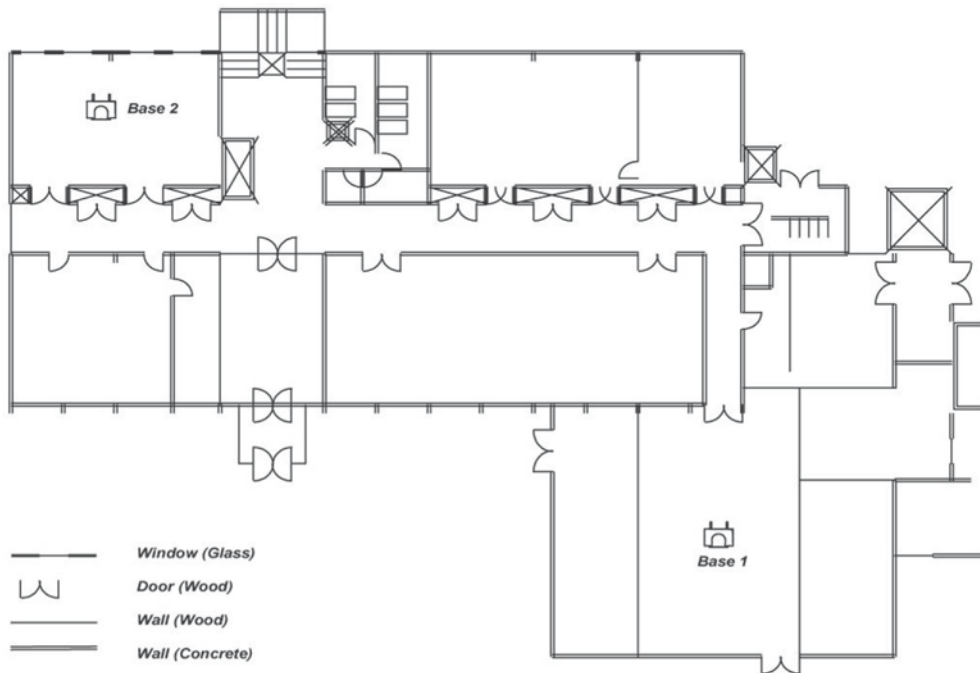 Base 2
Base 1
Window (Glass)
Door (Wood)
Wall (Wood)
Wall (Concrete)